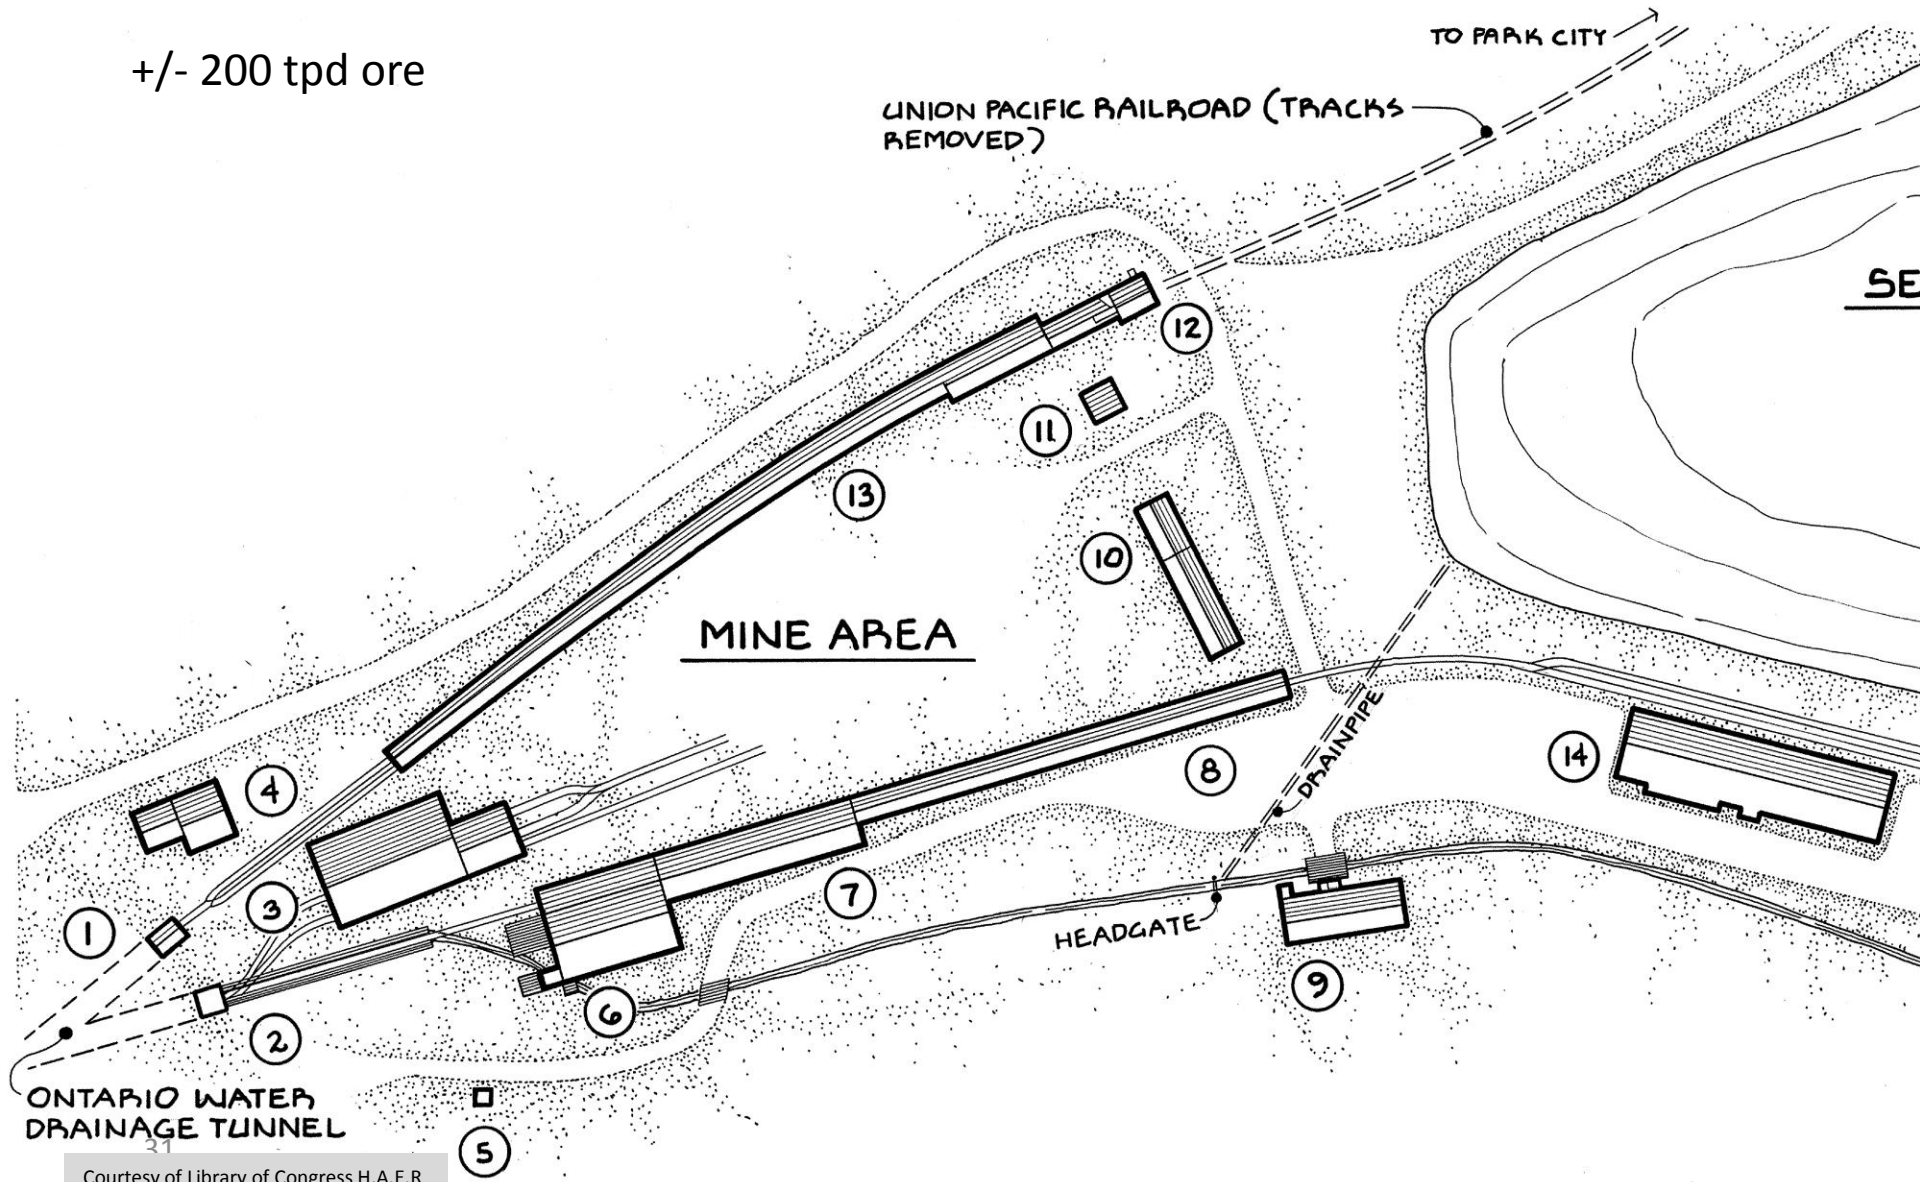 +/- 200 tpd ore
TO PARK CITY
UNION PACIFIC RAILROAD (TRACKS
REMOVED)
SE
12
11
13
10
MINE AREA
4
8
14
DRAINPIPE
3
7
1
HEADGATE
9
6
2
ONTARIO WATER
DRAINAGE TUNNEL
31
5
Courtesy of Library of Congress H.A.E.R